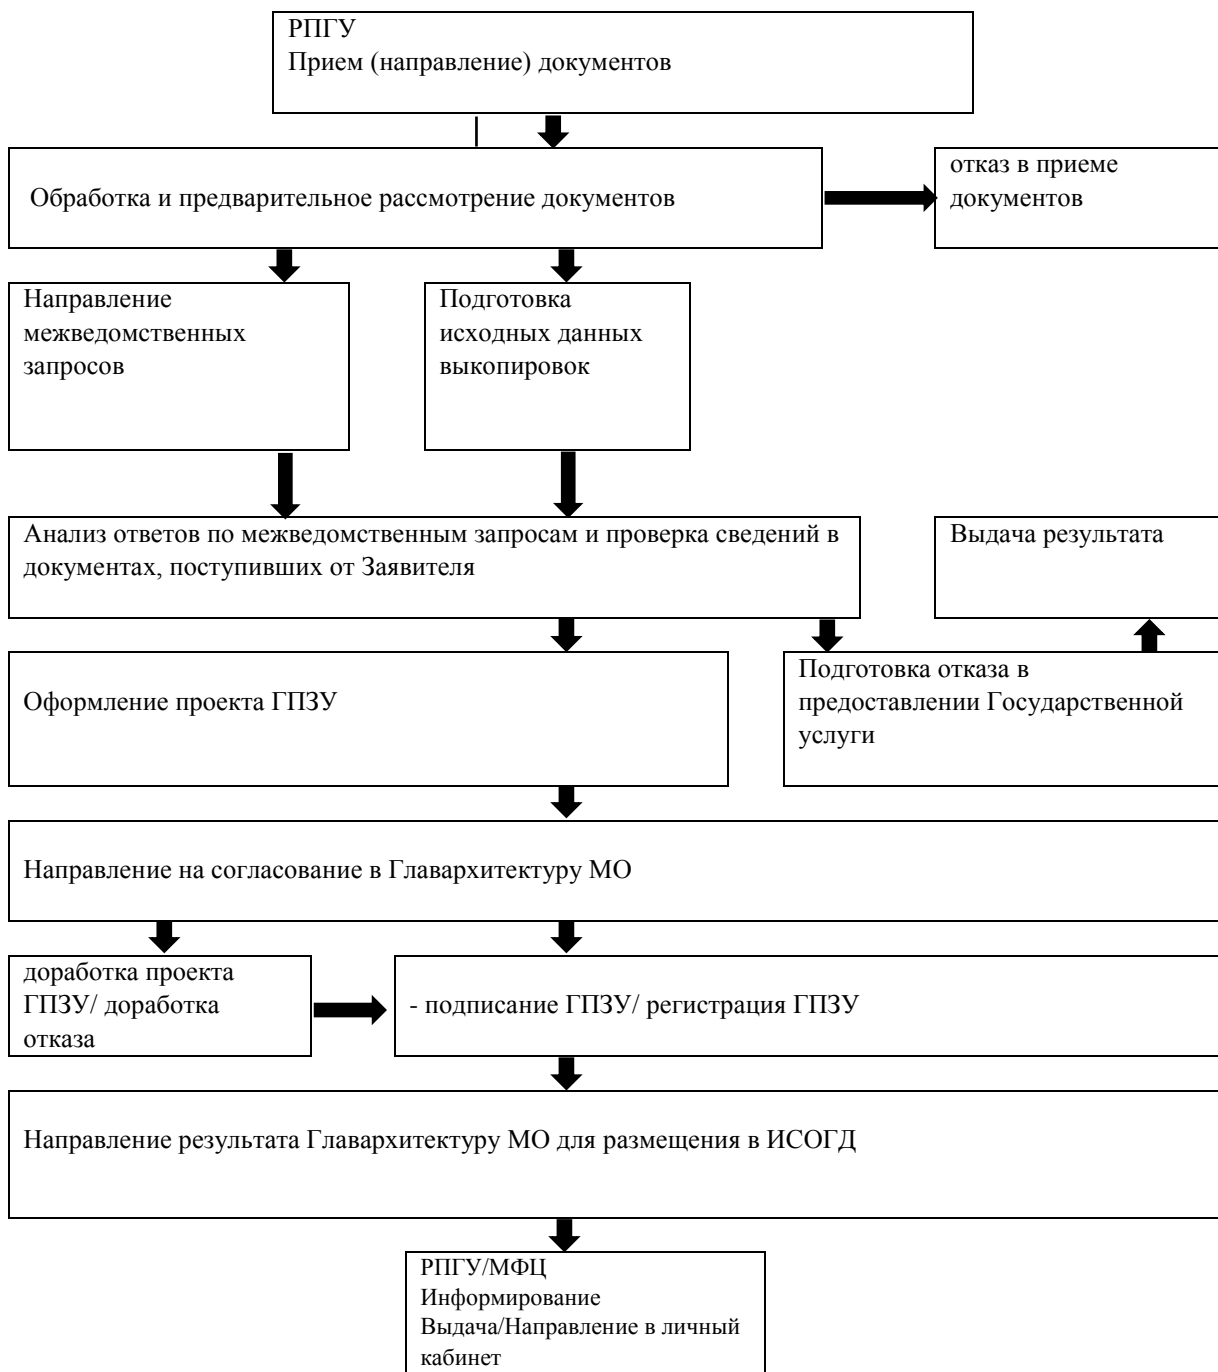 РПГУ
Прием (направление) документов
Обработка и предварительное рассмотрение документов
отказ в приеме
документов
Направление
межведомственных
запросов
Подготовка
исходных данных
выкопировок
Анализ ответов по межведомственным запросам и проверка сведений в
документах, поступивших от Заявителя
Выдача результата
Оформление проекта ГПЗУ
Подготовка отказа в
предоставлении Государственной
услуги
Направление на согласование в Главархитектуру МО
доработка проекта
ГПЗУ/ доработка
отказа
- подписание ГПЗУ/ регистрация ГПЗУ
Направление результата Главархитектуру МО для размещения в ИСОГД
РПГУ/МФЦ
Информирование
Выдача/Направление в личный
кабинет